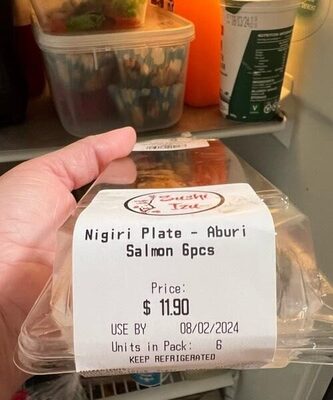 Sushi
Izu
Nigiri Plate - Aburi
Salmon 6pcs
Price:
$ 11.90
USE BY 08/02/2024
Units in Pack: 6
KEEP REFRIGERATED